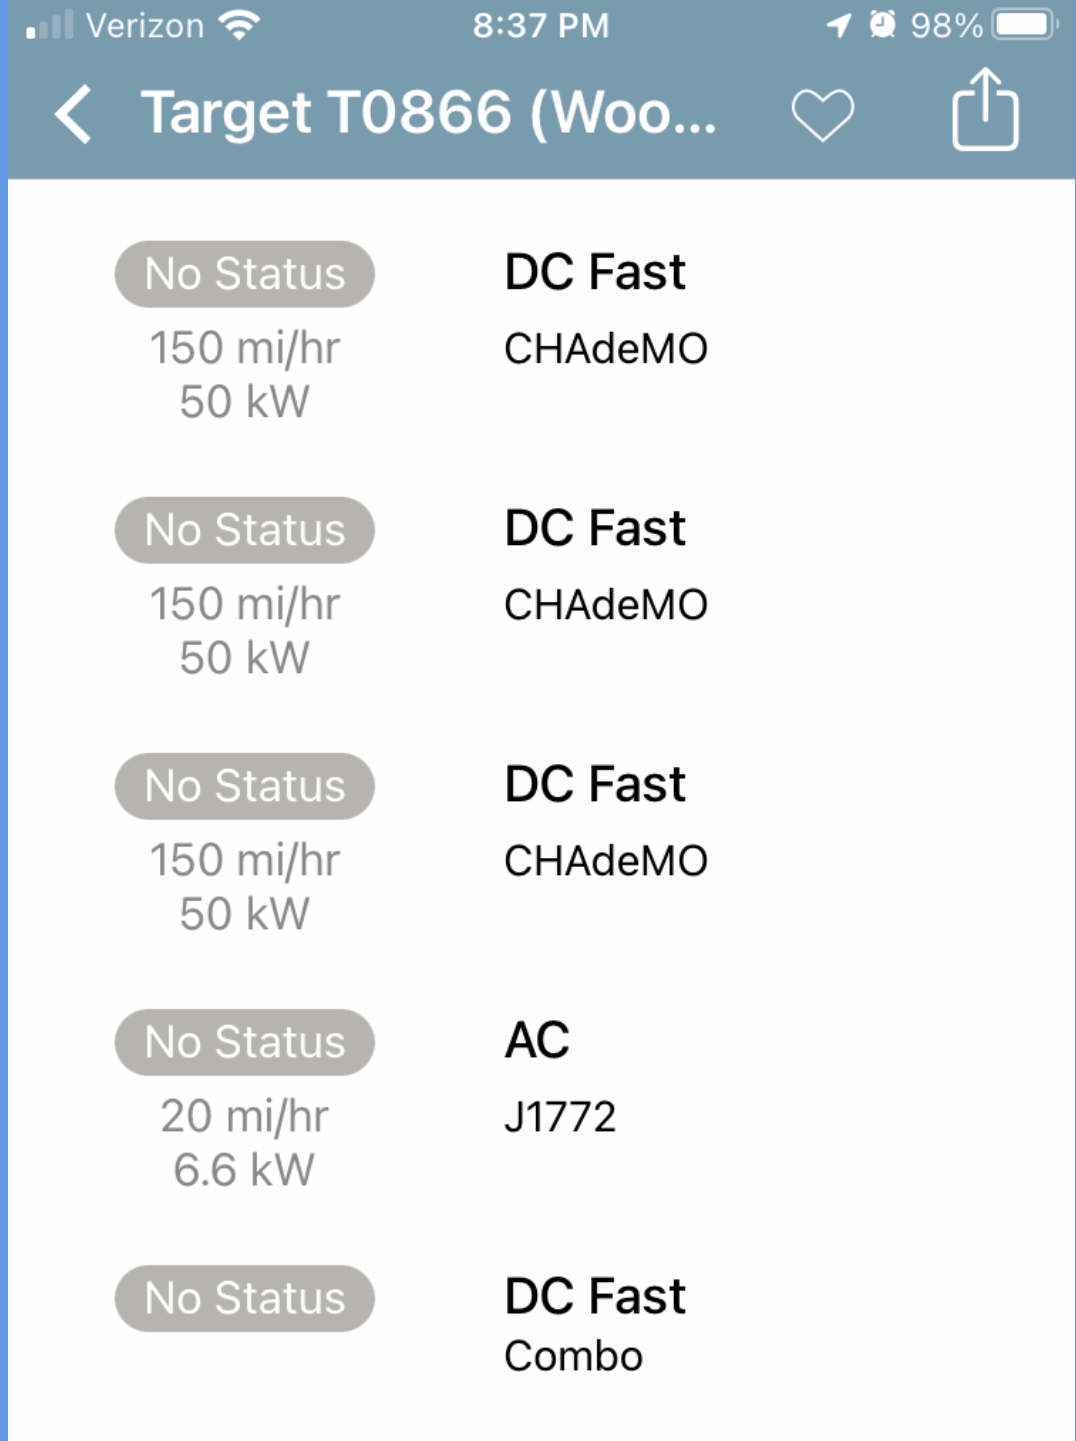 Verizon 8:37 PM 98%
Target T0866 (Woo...
No Status DC Fast
150 mi/hr CHAdeMO
50 kW
No Status DC Fast
150 mi/hr CHAdeMO
50 kW
No Status DC Fast
150 mi/hr CHAdeMO
50 kW
No Status AC
20 mi/hr J1772
6.6 kW
No Status DC Fast
Combo